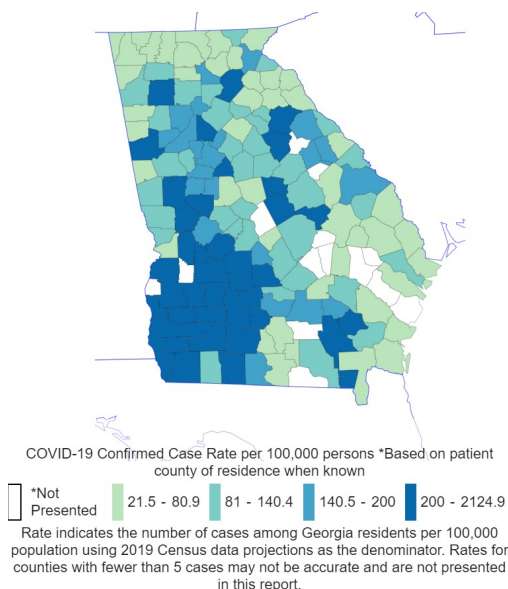 COVID-19 Confirmed Case Rate per 100,000 persons *Based on patient
county of residence when known
*Not
Presented
21.5 - 80.9
81 - 140.4
140.5 - 200
200 - 2124.9
Rate indicates the number of cases among Georgia residents per 100,000
population using 2019 Census data projections as the denominator. Rates for
counties with fewer than 5 cases may not be accurate and are not presented
in this report.